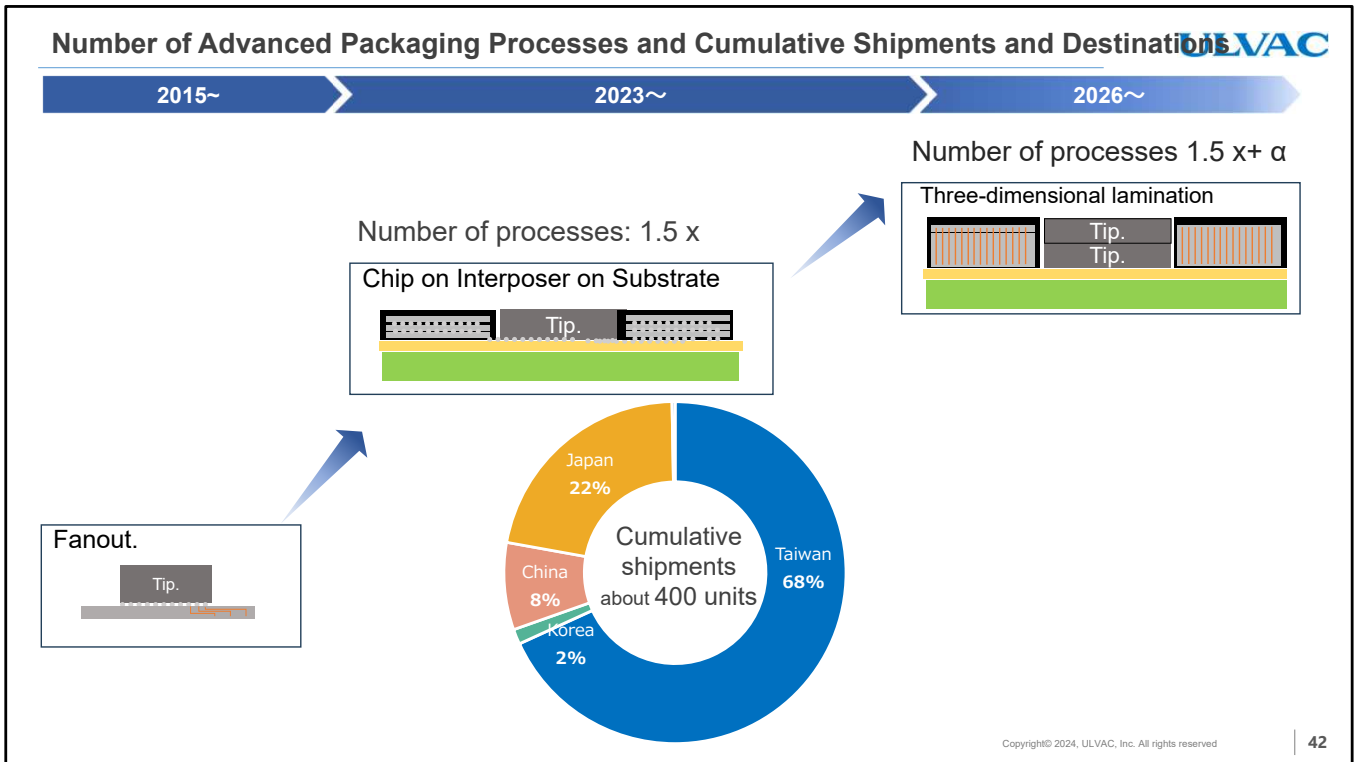 Number of Advanced Packaging Processes and Cumulative Shipments and Destinations
ULVAC
2015~
2023～
2026～
Number of processes 1.5 x+ α
Three-dimensional lamination
Tip.
Tip.
Number of processes: 1.5 x
Chip on Interposer on Substrate
Tip.
Fanout.
Tip.
Japan
22%
China
8%
Korea
2%
Cumulative
shipments
about 400 units
Taiwan
68%
Copyright© 2024, ULVAC, Inc. All rights reserved
42